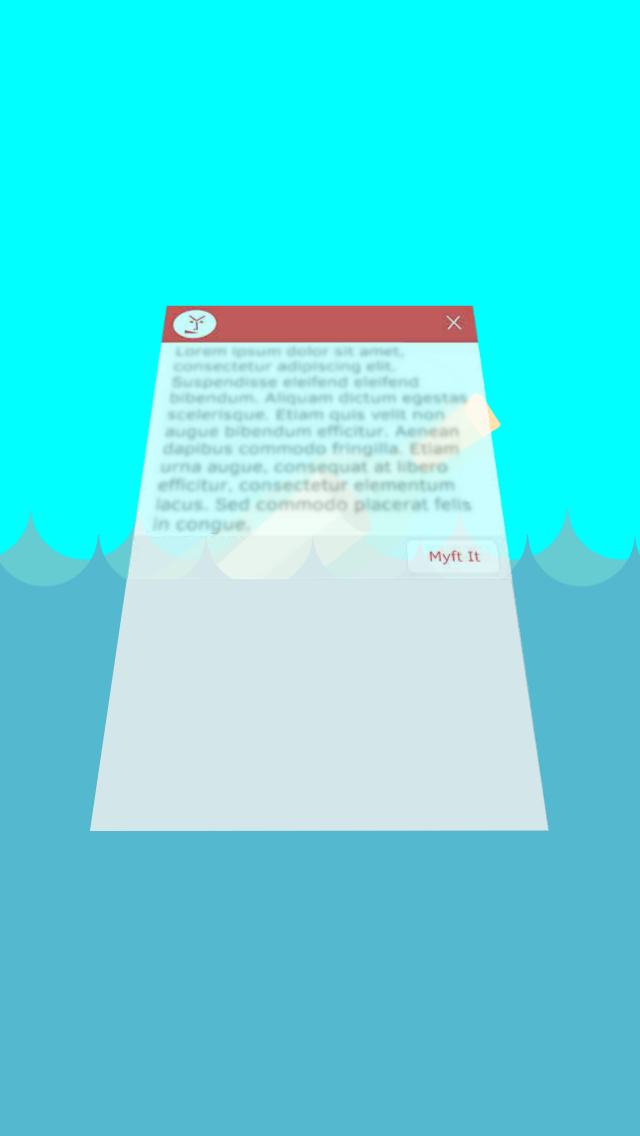 Lorem ipsum dolor sit amet,
consectetur adipiscing elit.
Suspendisse eleifend eleifend
bibendum. Aliquam dictum egestas
scelerisque. Etiam quis velit non
augue bibendum efficitur. Aenean
dapibus commodo fringilla. Etiam
urna augue, consequat at libero
efficitur, consectetur elementum
lacus. Sed commodo placerat felis
in congue.
Myft It